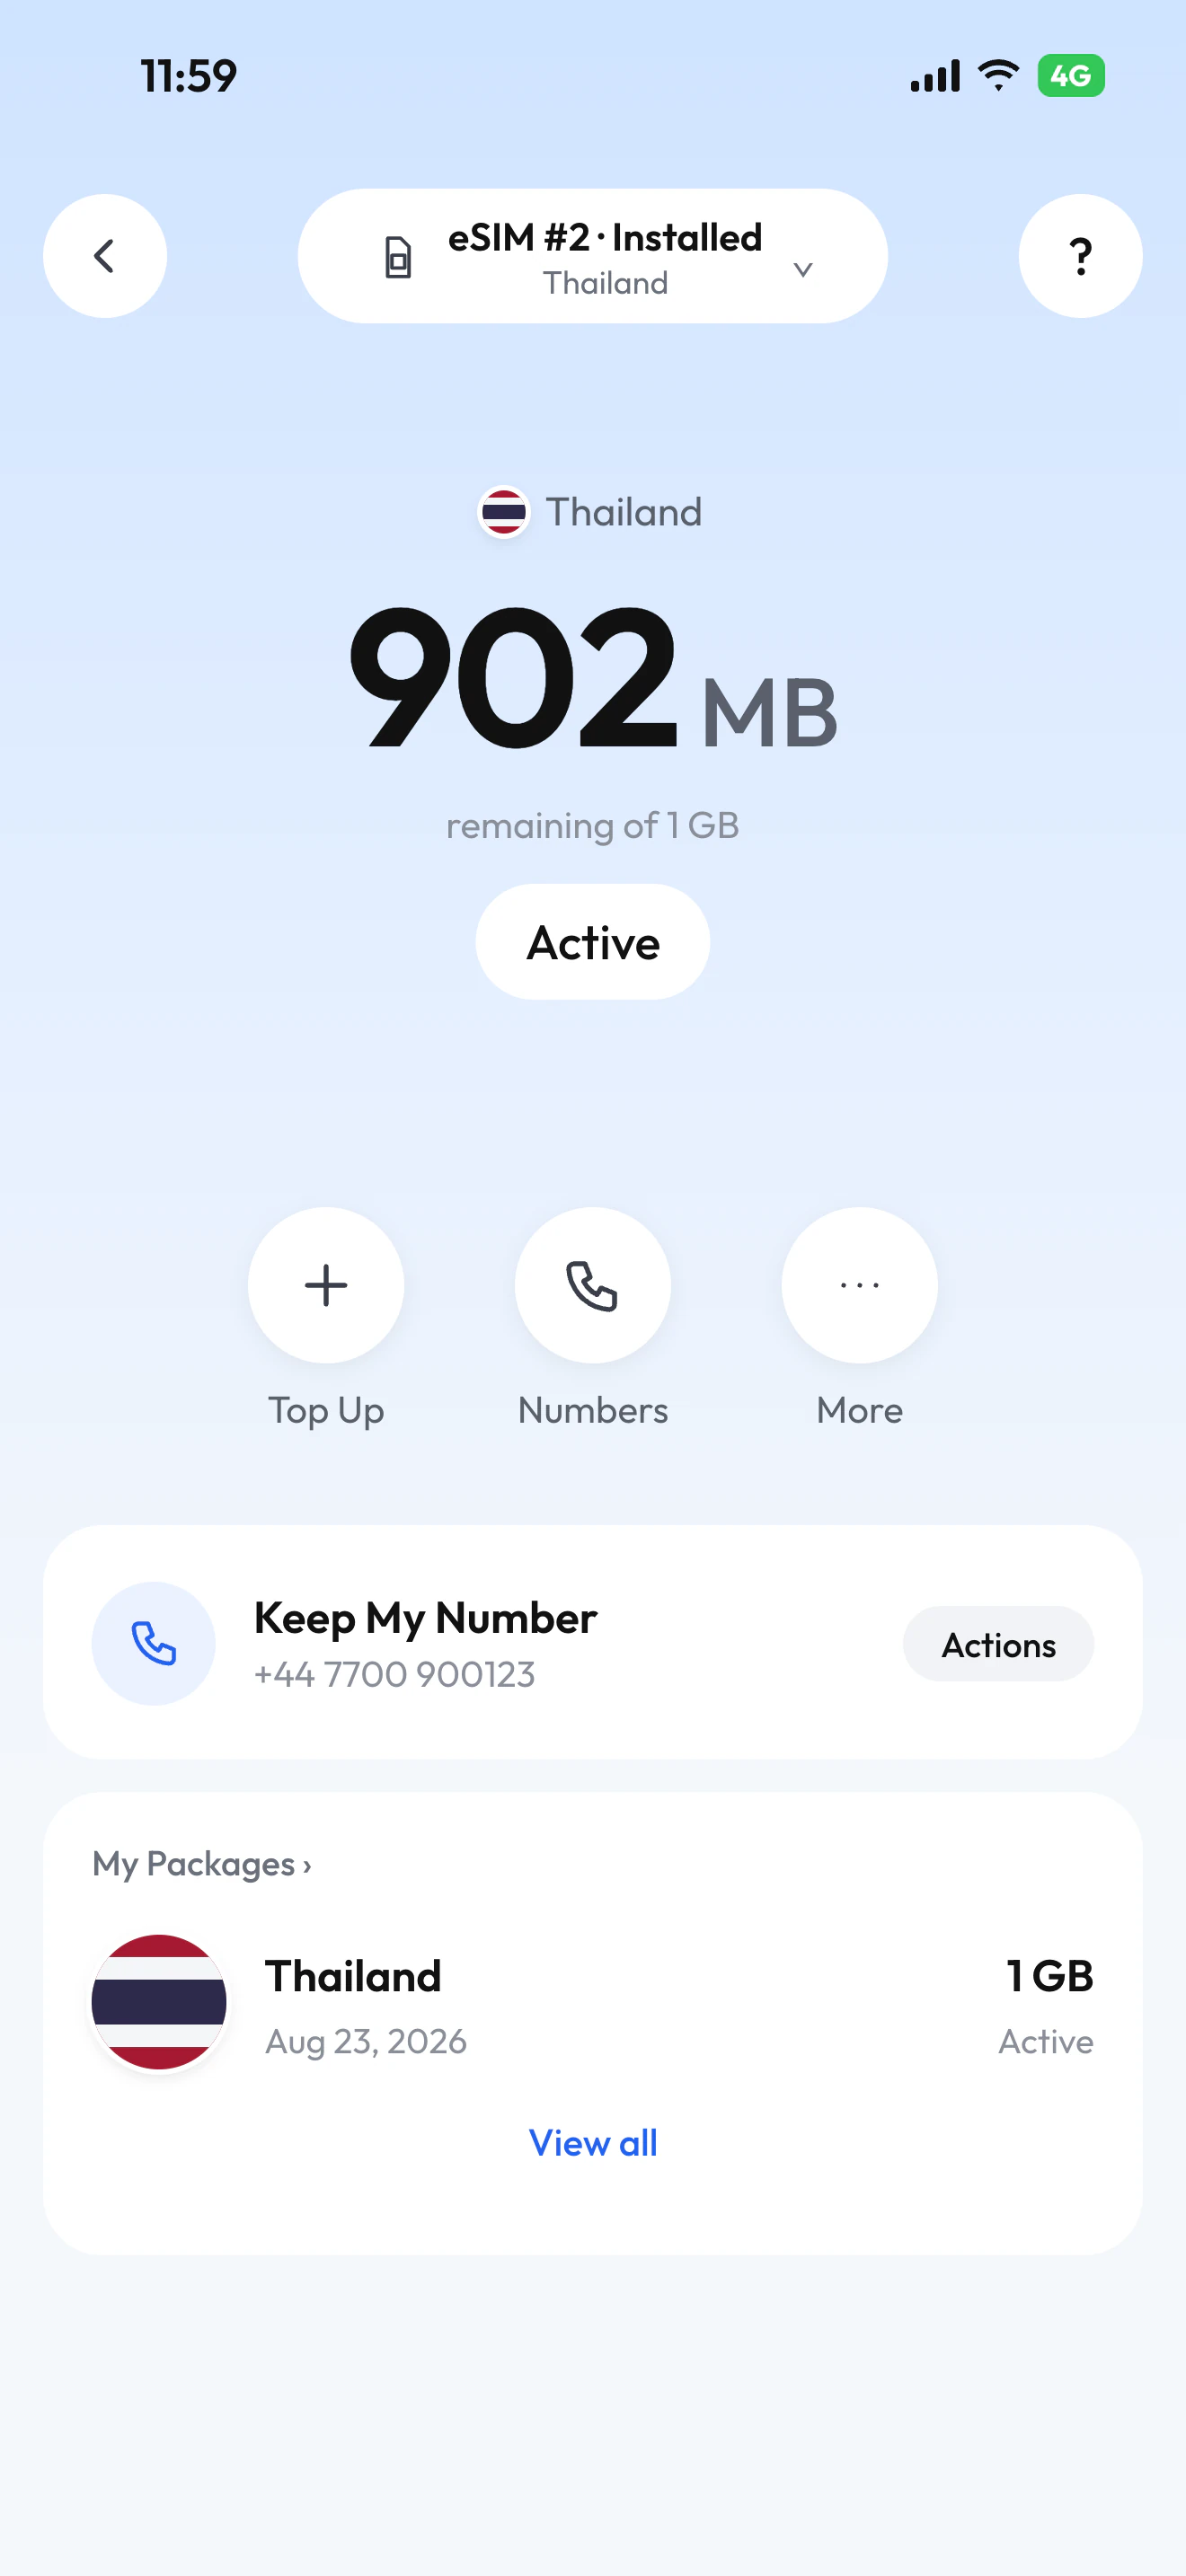 11:59
4G
eSIM #2 · Installed
Thailand
?
Thailand
902 MB
remaining of 1 GB
Active
Top Up
Numbers
More
Keep My Number
+44 7700 900123
Actions
My Packages ›
Thailand
1 GB
Aug 23, 2026
Active
View all